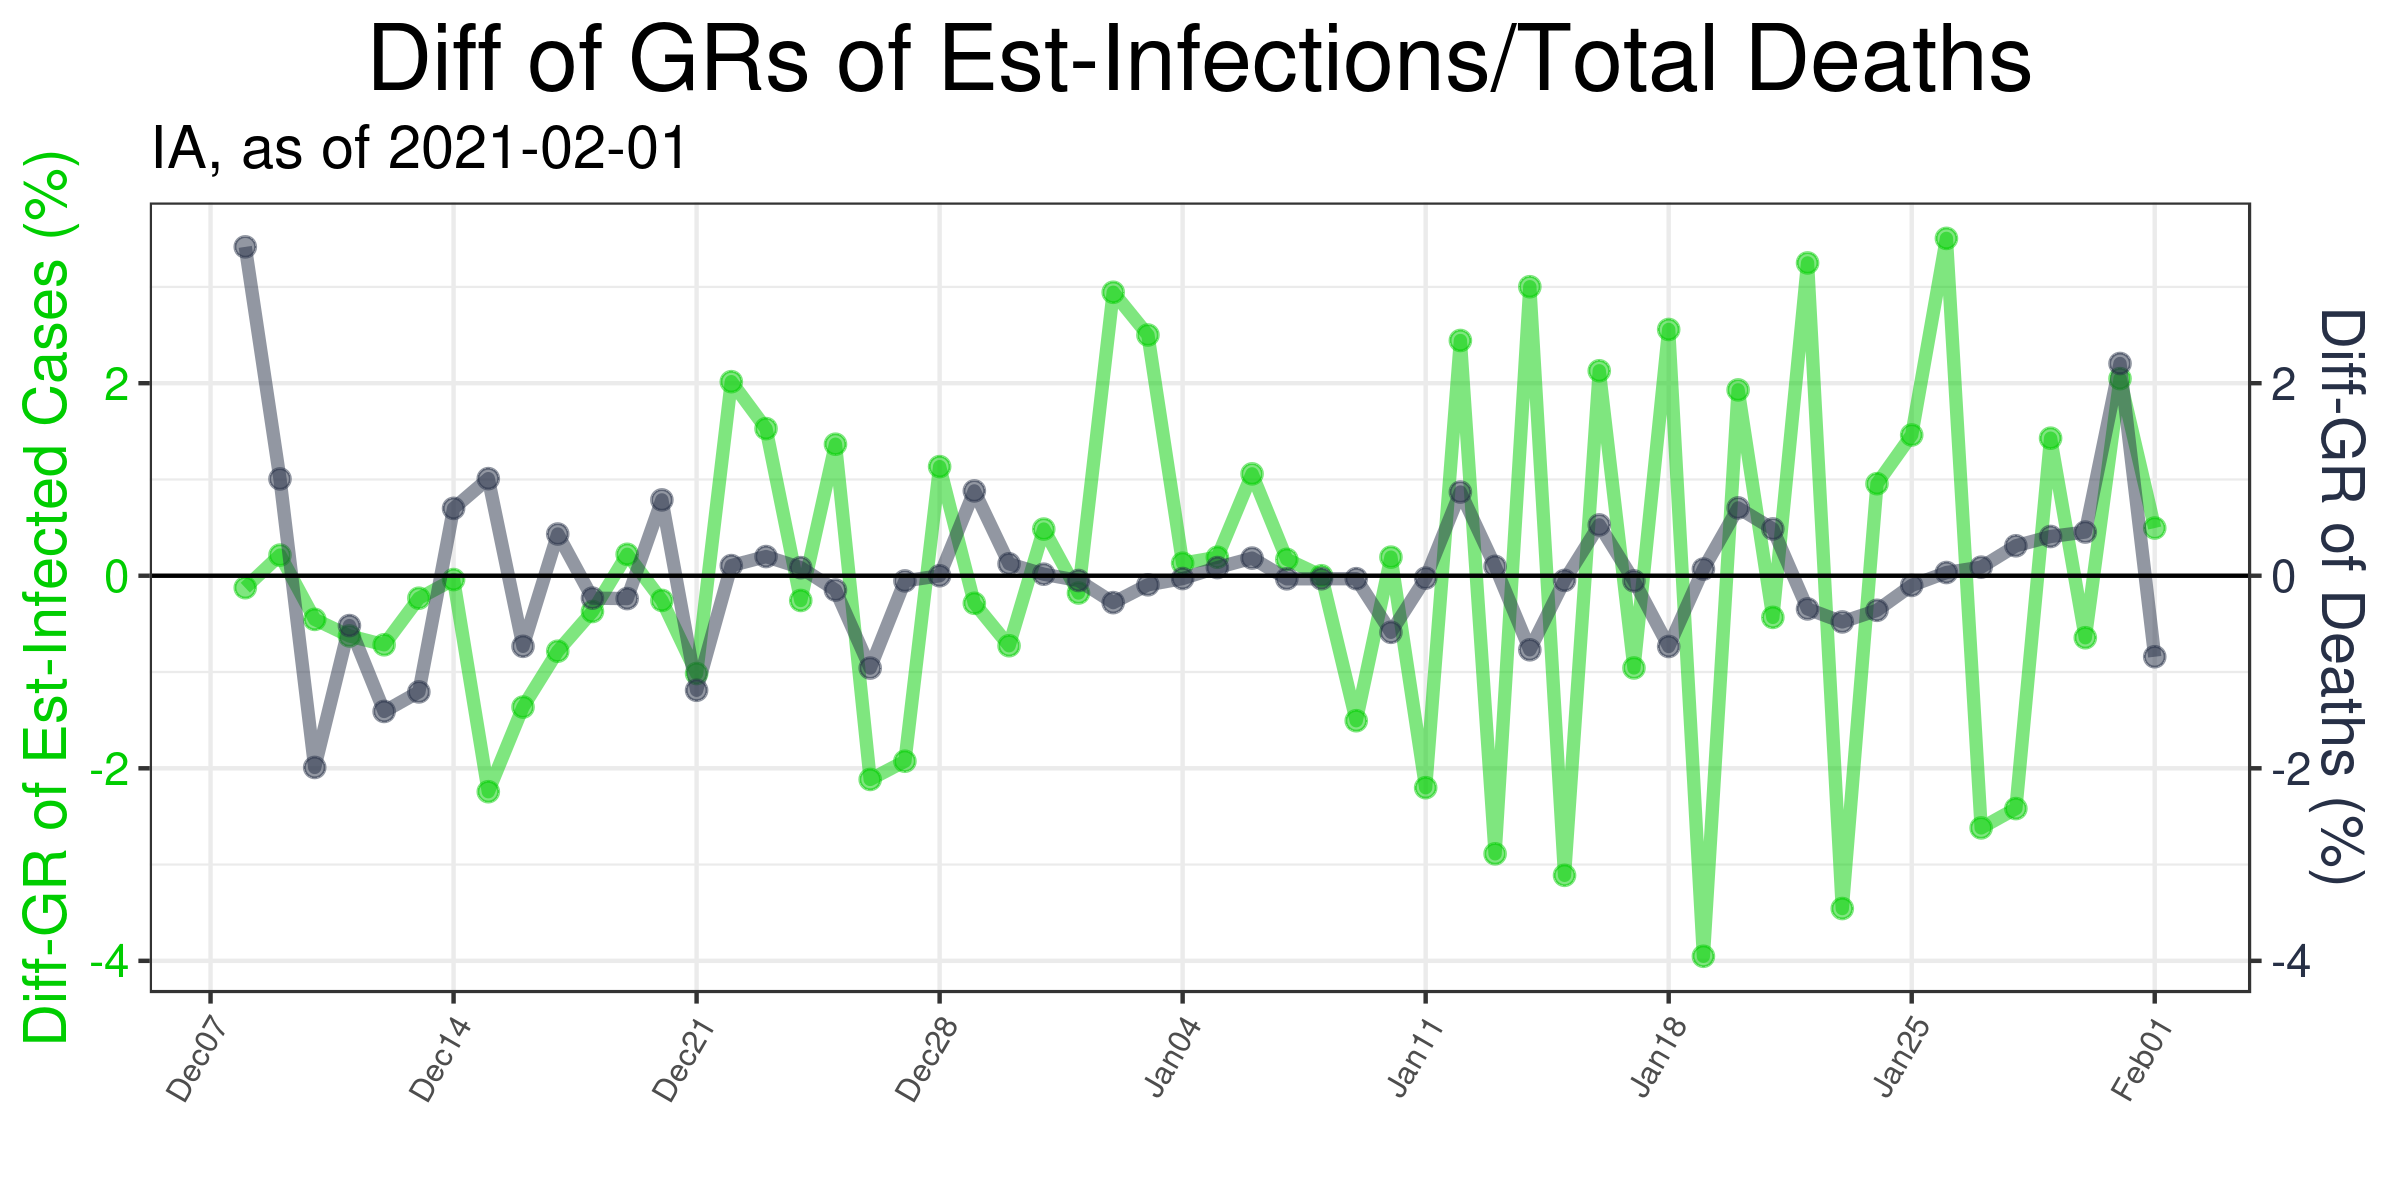 Diff of GRs of Est-Infections/Total Deaths
IA, as of 2021-02-01
Diff-GR of Est-Infected Cases (%)
2
0
-2
-4
2
0
-2
-4
Diff-GR of Deaths (%)
Dec07
Dec14
Dec21
Dec28
Jan04
Jan11
Jan18
Jan25
Feb01